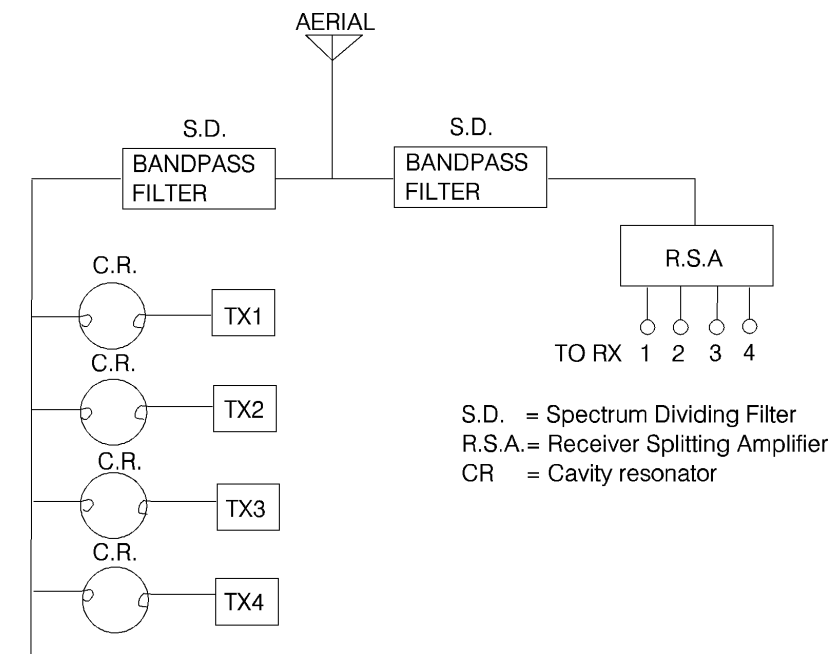 AERIAL
S.D.
S.D.
BANDPASS
FILTER
BANDPASS
FILTER
R.S.A
C.R.
TX1
TO RX 1 2 3 4
C.R.
TX2
S.D. = Spectrum Dividing Filter
R.S.A.= Receiver Splitting Amplifier
CR = Cavity resonator
C.R.
TX3
C.R.
TX4